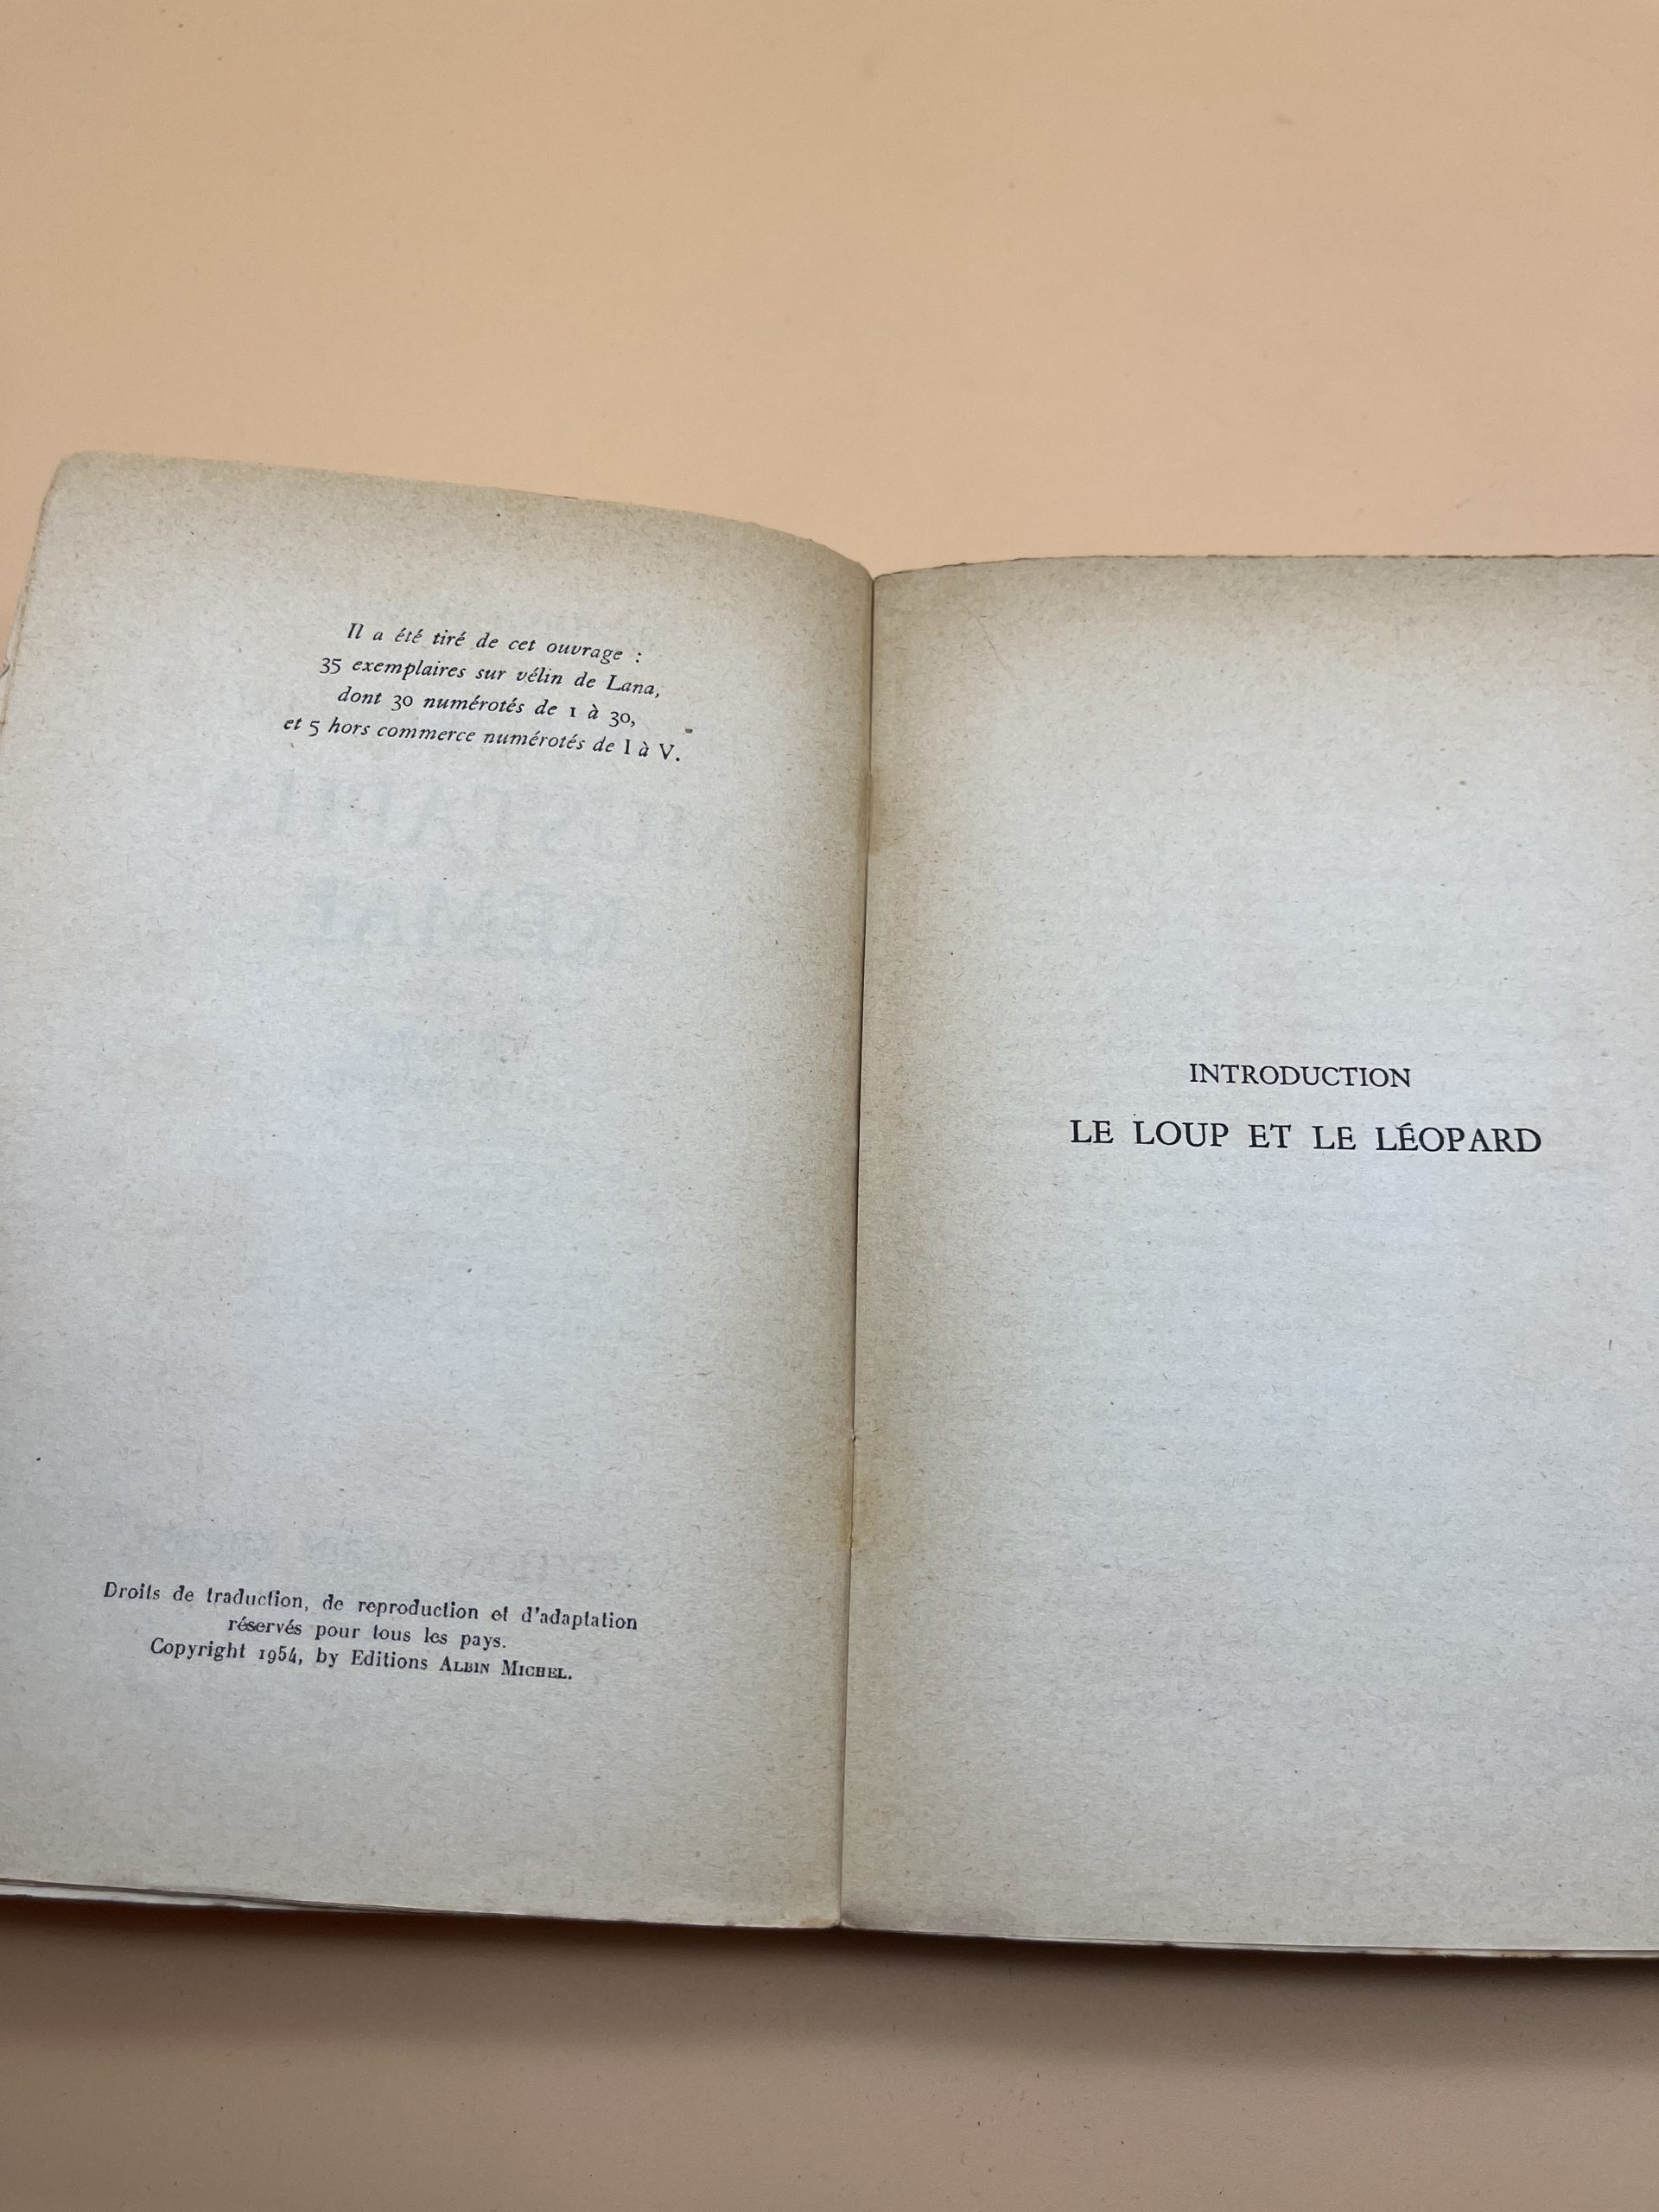 Il a été tiré de cet ouvrage :
35 exemplaires sur vélin de Lana,
dont 30 numérotés de 1 à 30,
et 5 hors commerce numérotés de I à V.
Droits de traduction, de reproduction et d'adaptation
réservés pour tous les pays.
Copyright 1954, by Editions ALBIN MICHEL.
INTRODUCTION
LE LOUP ET LE LÉOPARD